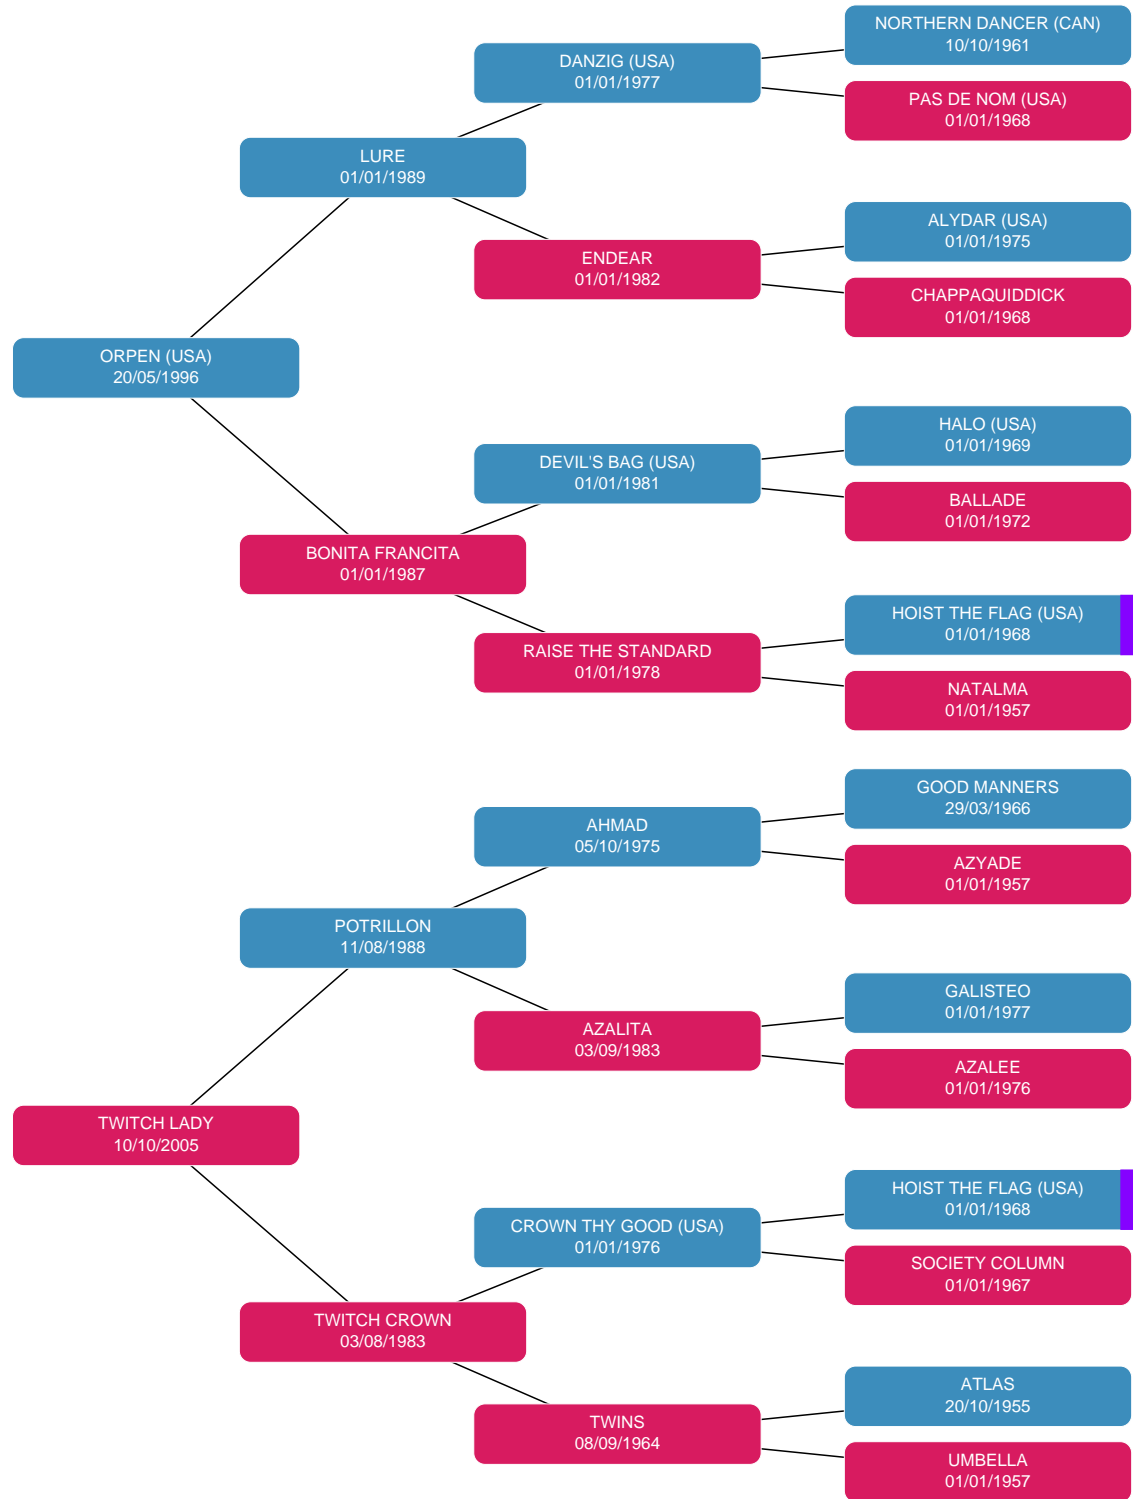 NORTHERN DANCER (CAN)
10/10/1961
DANZIG (USA)
01/01/1977
PAS DE NOM (USA)
01/01/1968
LURE
01/01/1989
ALYDAR (USA)
01/01/1975
ENDEAR
01/01/1982
CHAPPAQUIDDICK
01/01/1968
ORPEN (USA)
20/05/1996
HALO (USA)
01/01/1969
DEVIL'S BAG (USA)
01/01/1981
BALLADE
01/01/1972
BONITA FRANCITA
01/01/1987
HOIST THE FLAG (USA)
01/01/1968
RAISE THE STANDARD
01/01/1978
NATALMA
01/01/1957
GOOD MANNERS
29/03/1966
AHMAD
05/10/1975
AZYADE
01/01/1957
POTRILLON
11/08/1988
GALISTEO
01/01/1977
AZALITA
03/09/1983
AZALEE
01/01/1976
TWITCH LADY
10/10/2005
HOIST THE FLAG (USA)
01/01/1968
CROWN THY GOOD (USA)
01/01/1976
SOCIETY COLUMN
01/01/1967
TWITCH CROWN
03/08/1983
ATLAS
20/10/1955
TWINS
08/09/1964
UMBELLA
01/01/1957